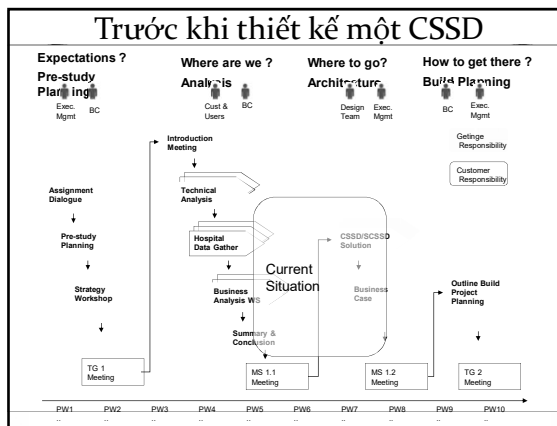 Trước khi thiết kế một CSSD
Expectations ?
Pre-study
Planning
Exec.
Mgmt
BC
Assignment
Dialogue
Pre-study
Planning
Strategy
Workshop
TG 1
Meeting
Where are we ?
Analysis
Cust &
Users
BC
Introduction
Meeting
Technical
Analysis
Hospital
Data Gather
Business
Analysis WS
Summary &
Conclusion
Current
Situation
MS 1.1
Meeting
Where to go?
Architecture
Design
Team
Exec.
Mgmt
CSSD/SCSSD
Solution
Business
Case
MS 1.2
Meeting
How to get there ?
Build Planning
BC
Exec.
Mgmt
Getinge
Responsibility
Customer
Responsibility
Outline Build
Project
Planning
TG 2
Meeting
PW1 PW2 PW3 PW4 PW5 PW6 PW7 PW8 PW9 PW10